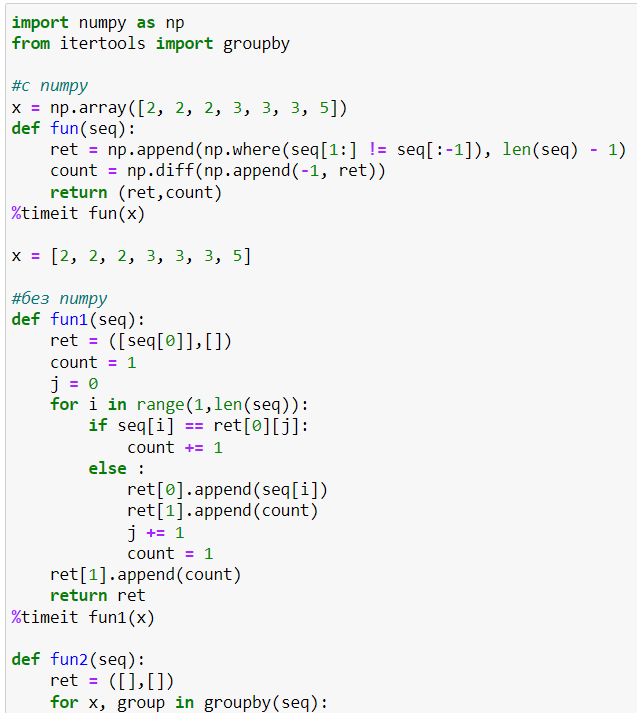 import numpy as np
from itertools import groupby

#с numpy
x = np.array([2, 2, 2, 3, 3, 3, 5])
def fun(seq):
    ret = np.append(np.where(seq[1:] != seq[:-1]), len(seq) - 1)
    count = np.diff(np.append(-1, ret))
    return (ret,count)
%timeit fun(x)

x = [2, 2, 2, 3, 3, 3, 5]

#без numpy
def fun1(seq):
    ret = ([seq[0]],[])
    count = 1
    j = 0
    for i in range(1,len(seq)):
        if seq[i] == ret[0][j]:
            count += 1
        else :
            ret[0].append(seq[i])
            ret[1].append(count)
            j += 1
            count = 1
    ret[1].append(count)
    return ret
%timeit fun1(x)

def fun2(seq):
    ret = ([],[])
    for x, group in groupby(seq):